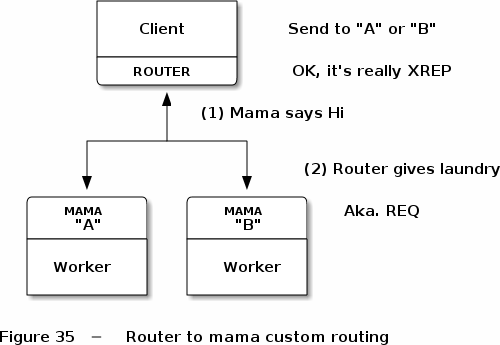 Client
Send to "A" or "B"
ROUTER
OK, it's really XREP
(1) Mama says Hi
(2) Router gives laundry
MAMA
"A"
MAMA
"B"
Aka. REQ
Worker
Worker
Figure 35 – Router to mama custom routing